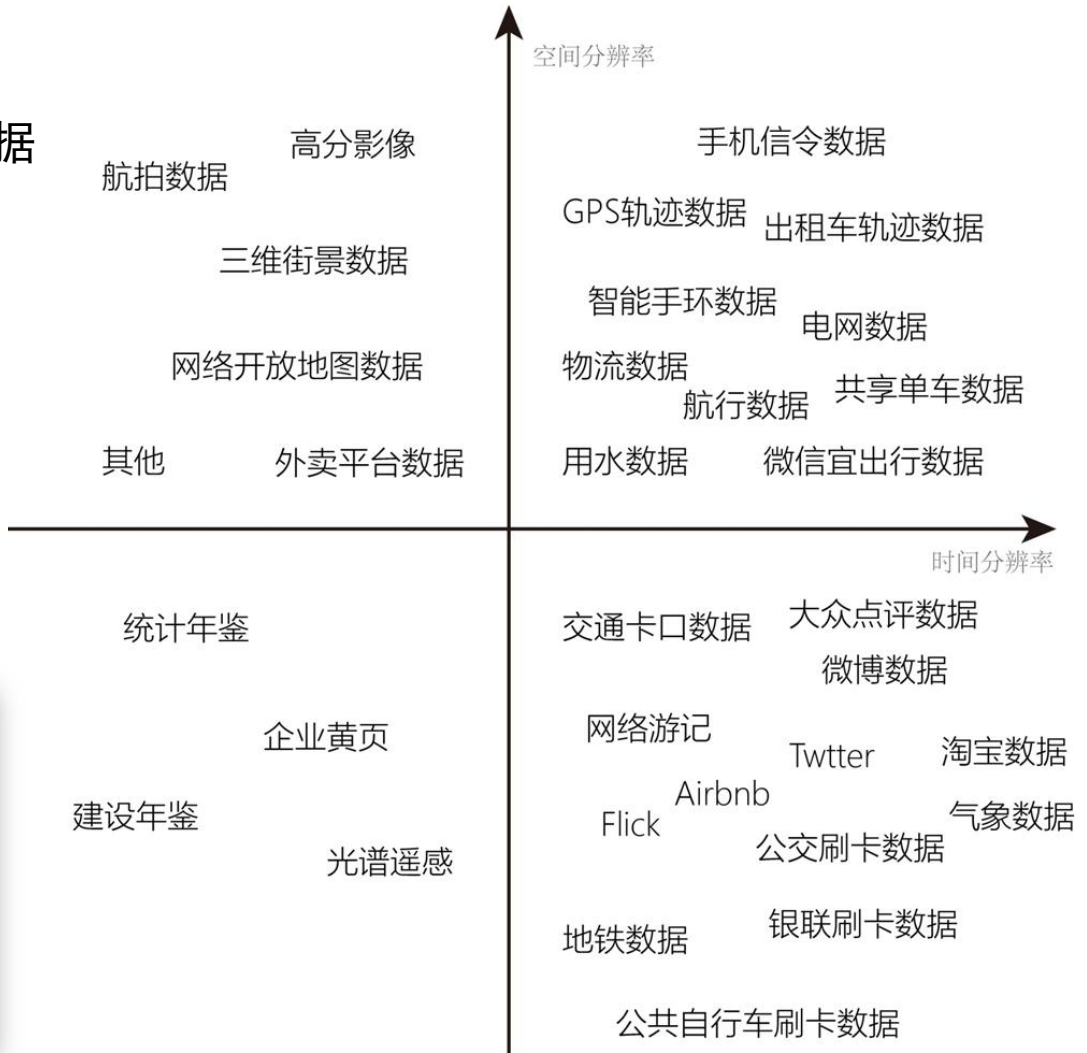 空间分辨率
据
高分影像
手机信令数据
航拍数据
GPS轨迹数据
出租车轨迹数据
三维街景数据
智能手环数据
电网数据
网络开放地图数据
物流数据
共享单车数据
航行数据
其他
外卖平台数据
用水数据
微信宜出行数据
时间分辨率
统计年鉴
交通卡口数据
大众点评数据
微博数据
企业黄页
网络游记
Twtter
淘宝数据
Airbnb
建设年鉴
Flick
气象数据
公交刷卡数据
光谱遥感
地铁数据
银联刷卡数据
公共自行车刷卡数据